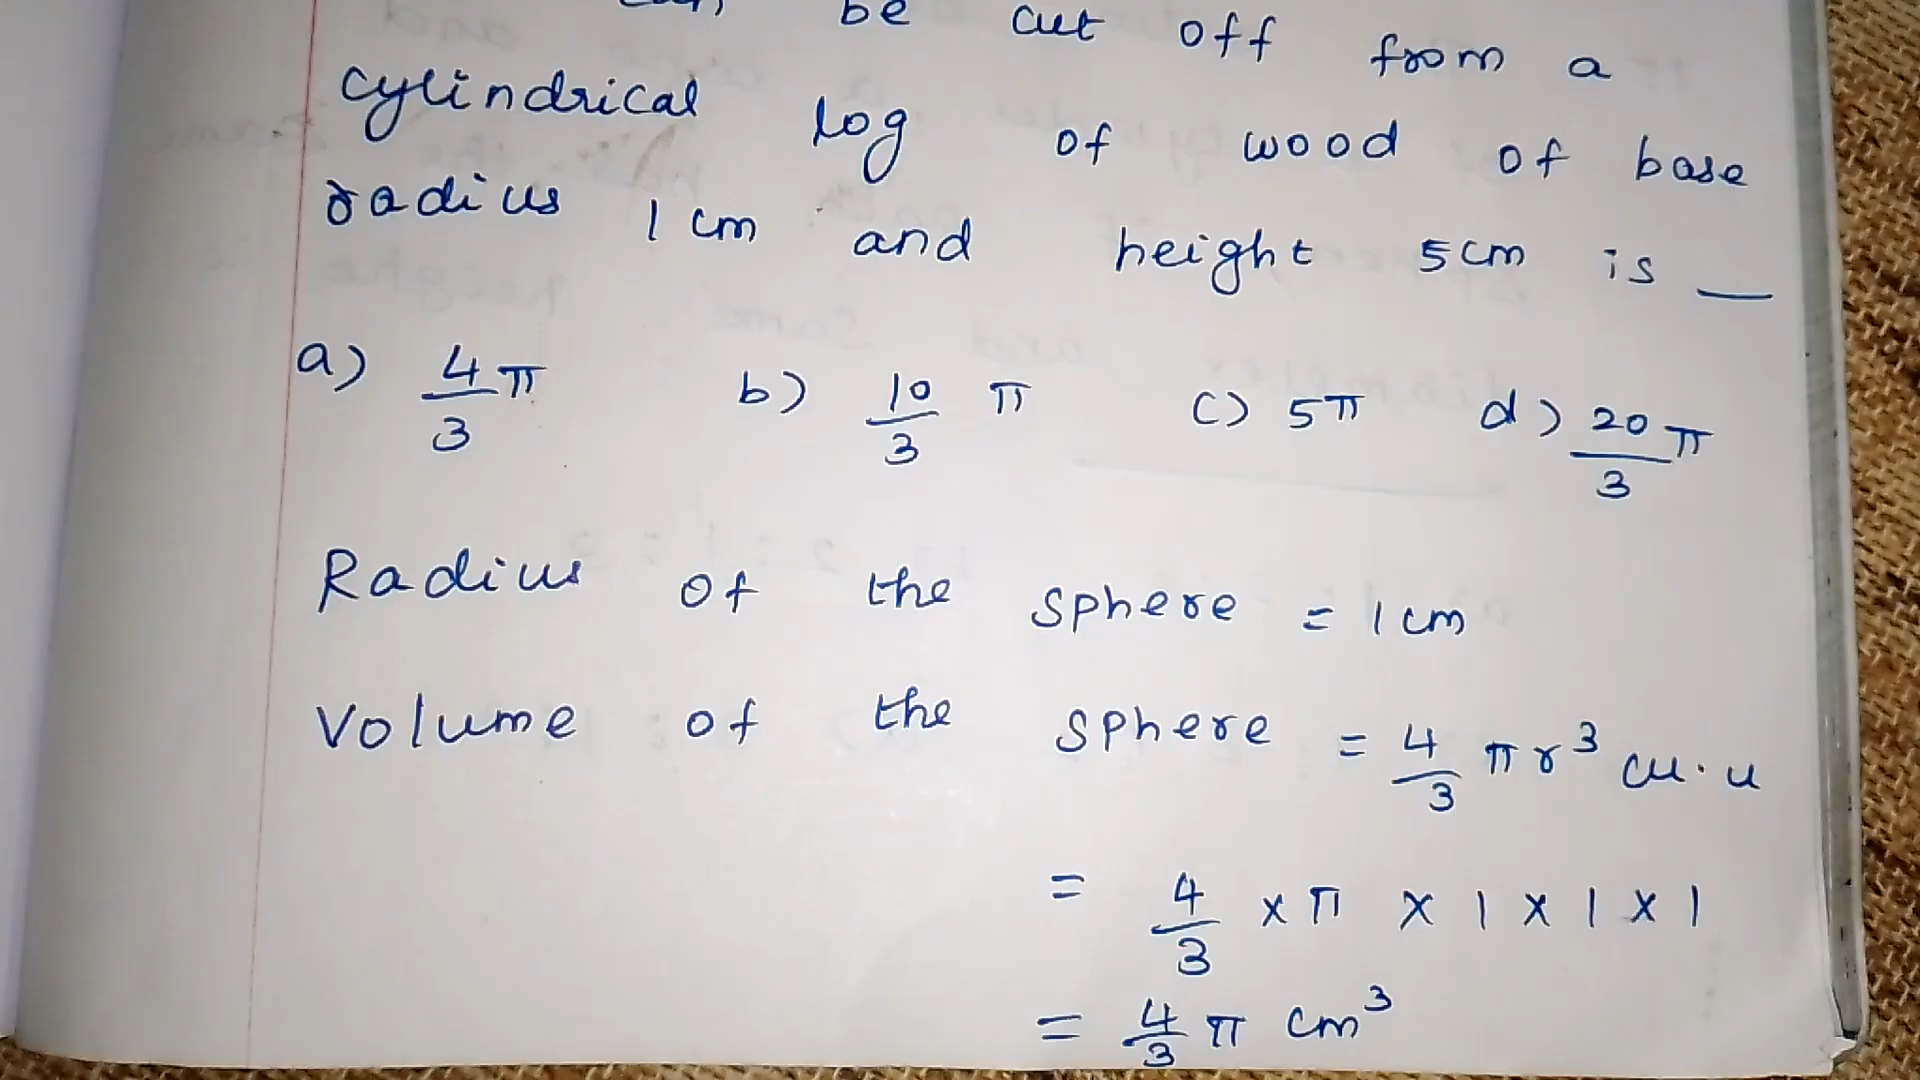 be cut off from a
cylindrical log of wood of base
radius 1 cm and height 5 cm is _
a) 4/3 π b) 10/3 π c) 5π d) 20/3 π
Radius of the sphere = 1 cm
Volume of the sphere = 4/3 πr³ cu.u
= 4/3 × π × 1 × 1 × 1
= 4/3 π cm³